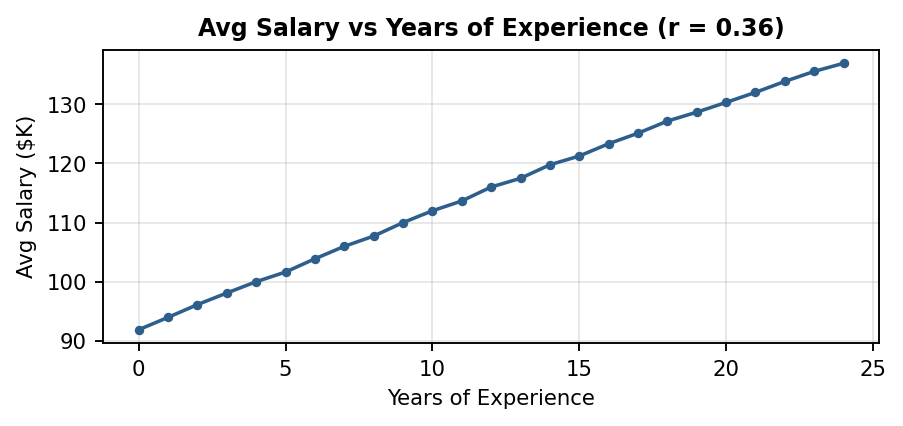 Avg Salary vs Years of Experience (r = 0.36)
Avg Salary ($K)
130
120
110
100
90
0 5 10 15 20 25
Years of Experience